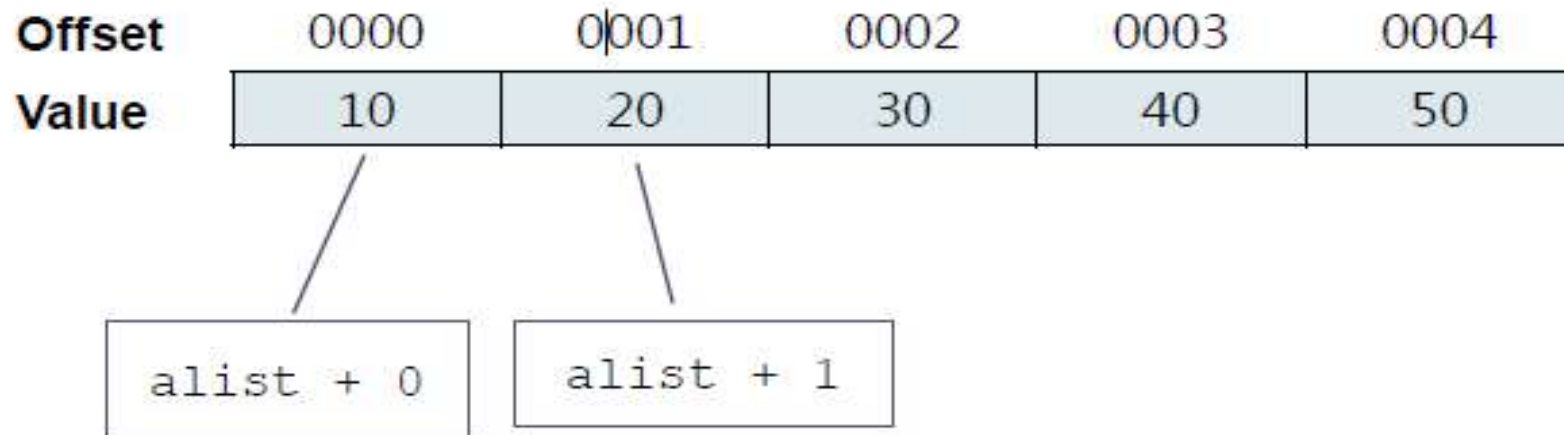 Offset 0000 0001 0002 0003 0004
Value 10 20 30 40 50
alist + 0 alist + 1